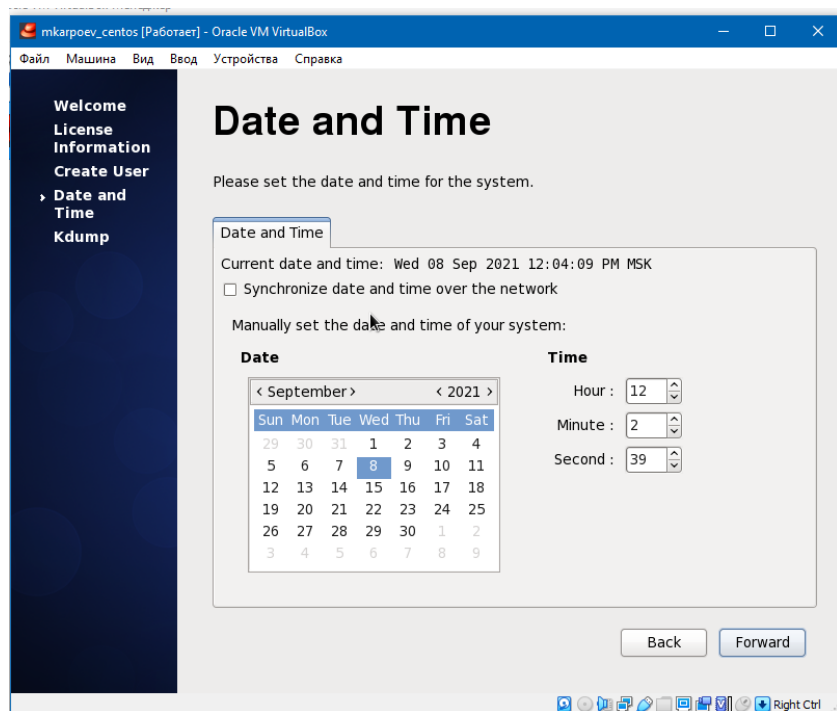 mkarpoev_centos [Работает] - Oracle VM VirtualBox
Файл Машина Вид Ввод Устройства Справка
Welcome
License
Information
Create User
Date and
Time
Kdump
Date and Time
Please set the date and time for the system.
Date and Time
Current date and time: Wed 08 Sep 2021 12:04:09 PM MSK
Synchronize date and time over the network
Manually set the date and time of your system:
Date
< September > < 2021 >
Sun Mon Tue Wed Thu Fri Sat
29 30 31 1 2 3 4
5 6 7 8 9 10 11
12 13 14 15 16 17 18
19 20 21 22 23 24 25
26 27 28 29 30 1 2
3 4 5 6 7 8 9
Time
Hour : 12
Minute : 2
Second : 39
Back Forward
Right Ctrl